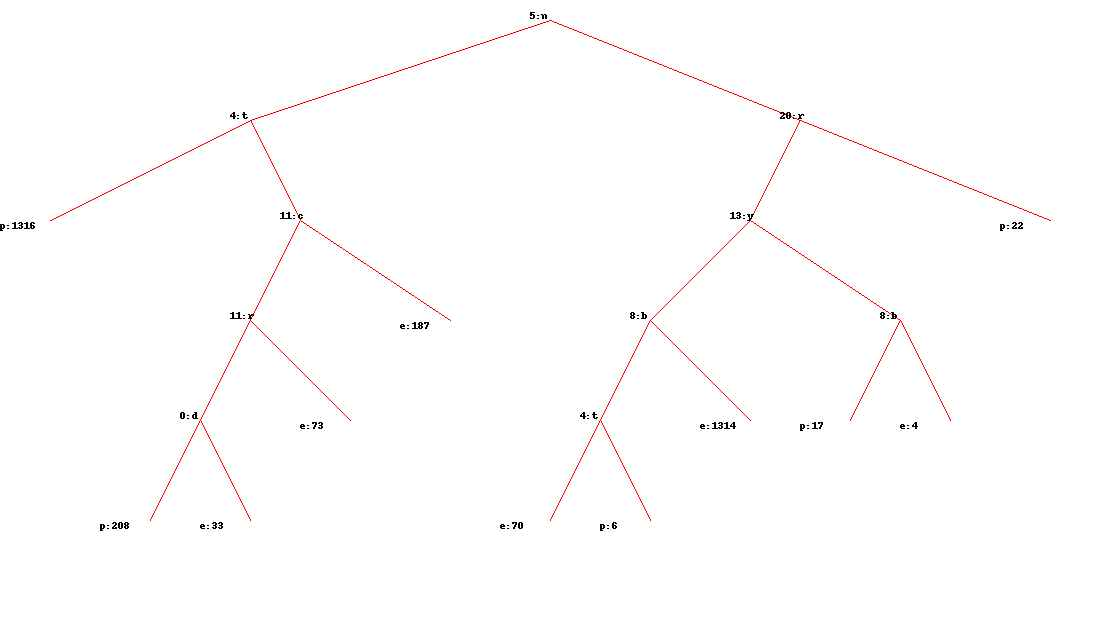 5:n
4:t
20:r
p:1316
11:c
13:y
p:22
11:r
e:187
8:b
8:b
0:d
e:73
4:t
e:1314
p:17
e:4
p:208
e:33
e:70
p:6